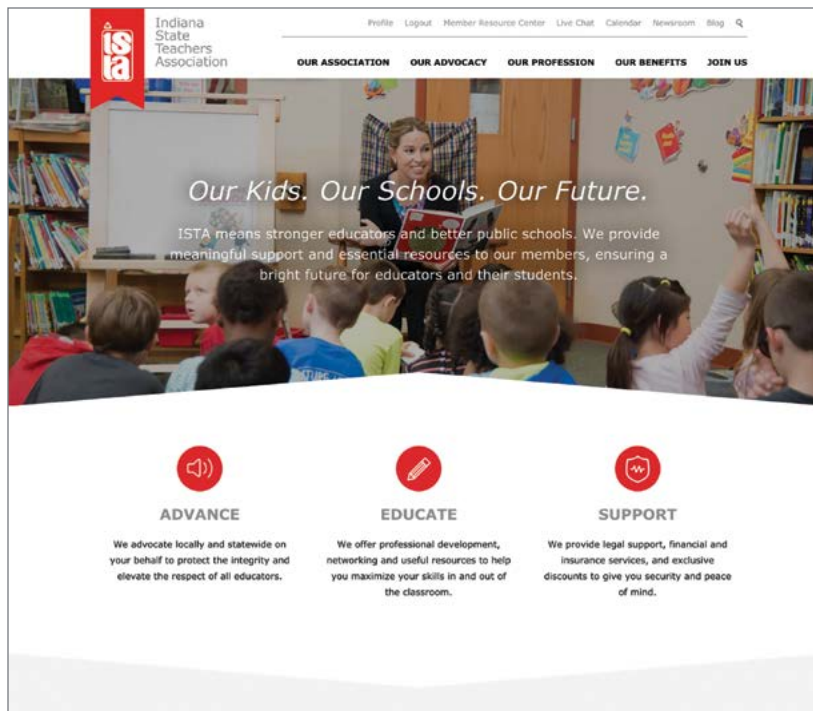 ista
Indiana
State
Teachers
Association
Profile Logout Member Resource Center Live Chat Calendar Newsroom Blog
OUR ASSOCIATION OUR ADVOCACY OUR PROFESSION OUR BENEFITS JOIN US
Our Kids. Our Schools. Our Future.
ISTA means stronger educators and better public schools. We provide
meaningful support and essential resources to our members, ensuring a
bright future for educators and their students.
ADVANCE
We advocate locally and statewide on
your behalf to protect the integrity and
elevate the respect of all educators.
EDUCATE
We offer professional development,
networking and useful resources to help
you maximize your skills in and out of
the classroom.
SUPPORT
We provide legal support, financial and
insurance services, and exclusive
discounts to give you security and peace
of mind.